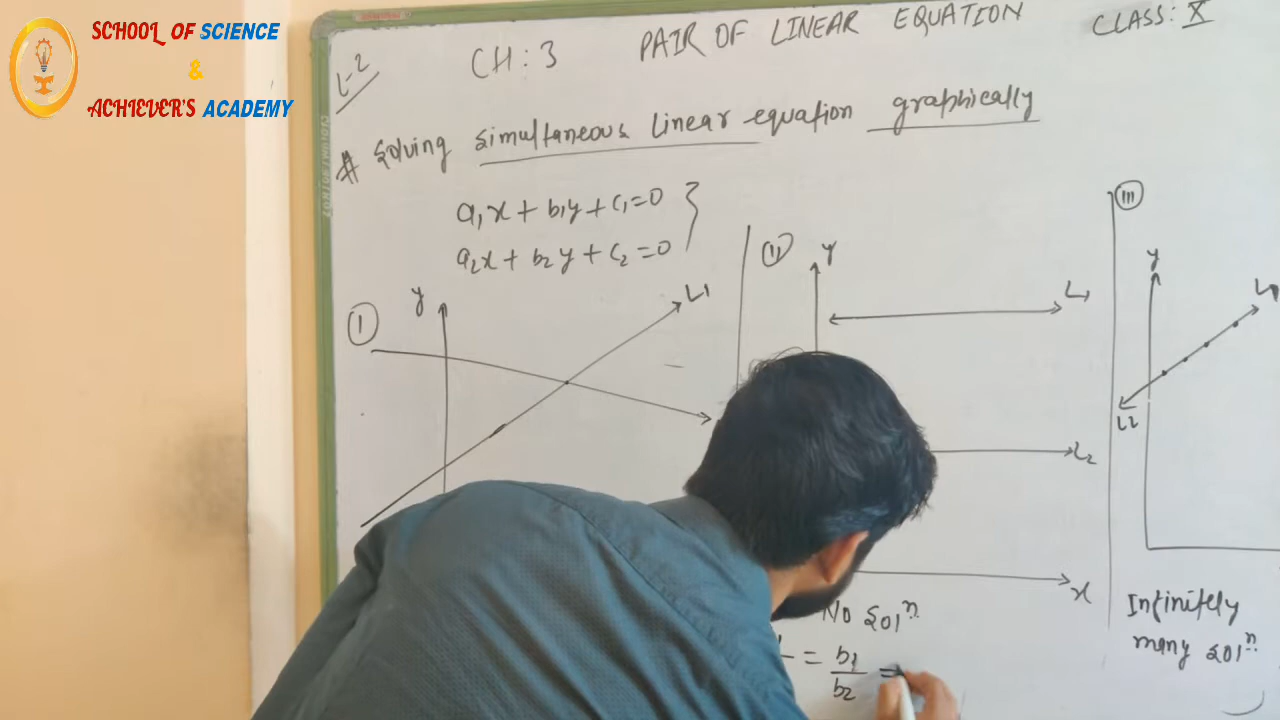 SCHOOL OF SCIENCE
&
ACHIEVER'S ACADEMY
L-2
CH : 3 PAIR OF LINEAR EQUATION CLASS : X
# Solving simultaneous linear equation graphically
a₁x + b₁y + c₁ = 0
a₂x + b₂y + c₂ = 0
I
y
L₁
II
y
L₁
L₂
x
No solⁿ
= b₁/b₂ =
III
y
L₁
L2
Infinitely
many solⁿ